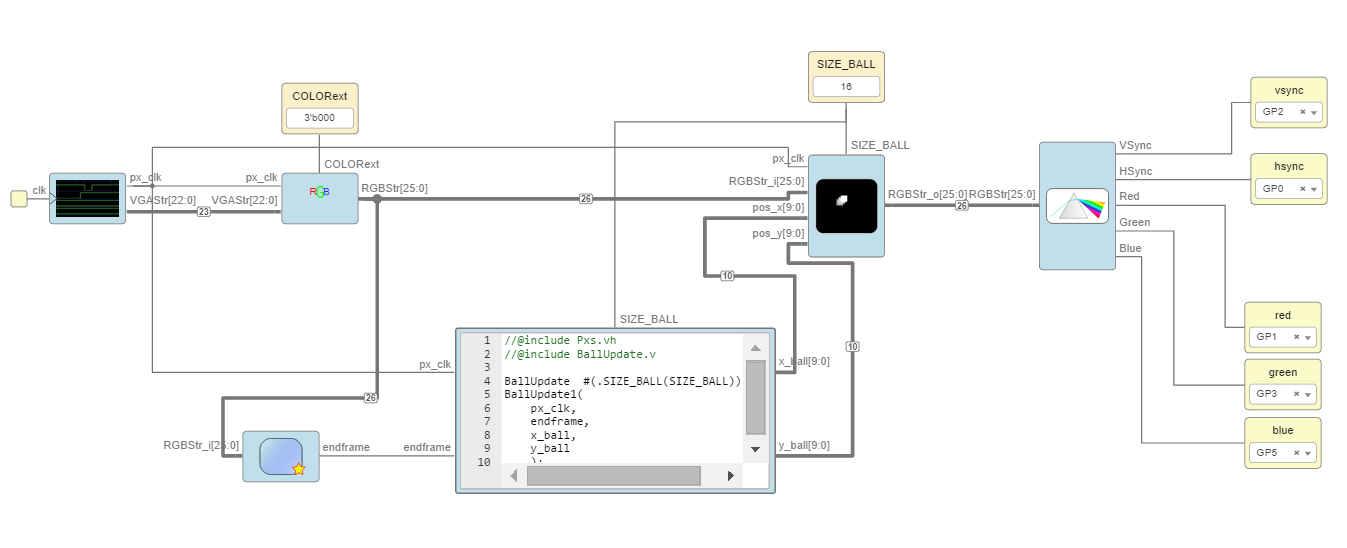 SIZE_BALL
16
COLORext
3'b000
vsync
GP2
SIZE_BALL
VSync
px_clk
COLORext
hsync
HSync
GP0
px_clk
px_clk
RGBStr_i[25:0]
clk
RGBStr[25:0]
RGBStr_o[25:0]
RGBStr[25:0]
Red
VGAStr[22:0]
VGAStr[22:0]
RGB
23
26
26
pos_x[9:0]
Green
pos_y[9:0]
Blue
10
red
GP1
SIZE_BALL
1 //@include Pxs.vh
2 //@include BallUpdate.v
3
4 BallUpdate #(.SIZE_BALL(SIZE_BALL))
5 BallUpdate1(
6 px_clk,
7 endframe,
8 x_ball,
9 y_ball
10 );
px_clk
x_ball[9:0]
10
green
GP3
26
RGBStr_i[25:0]
endframe
endframe
y_ball[9:0]
blue
GP5